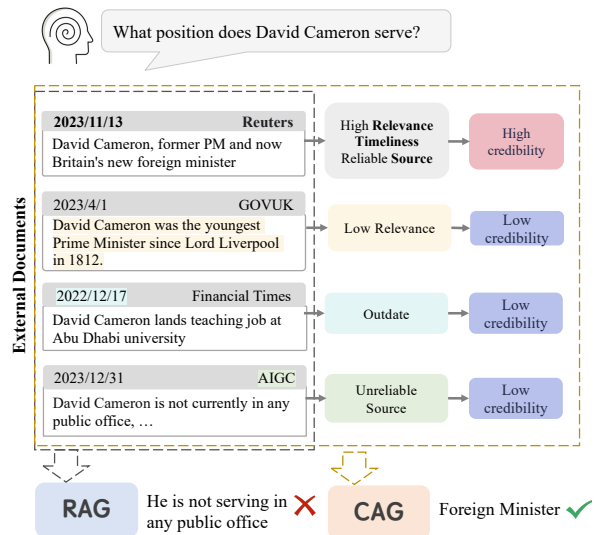 What position does David Cameron serve?
External Documents
2023/11/13 Reuters
David Cameron, former PM and now
Britain's new foreign minister
High Relevance
Timeliness
Reliable Source
High
credibility
2023/4/1 GOVUK
David Cameron was the youngest
Prime Minister since Lord Liverpool
in 1812.
Low Relevance
Low
credibility
2022/12/17 Financial Times
David Cameron lands teaching job at
Abu Dhabi university
Outdate
Low
credibility
2023/12/31 AIGC
David Cameron is not currently in any
public office, …
Unreliable
Source
Low
credibility
RAG
He is not serving in
any public office
CAG
Foreign Minister